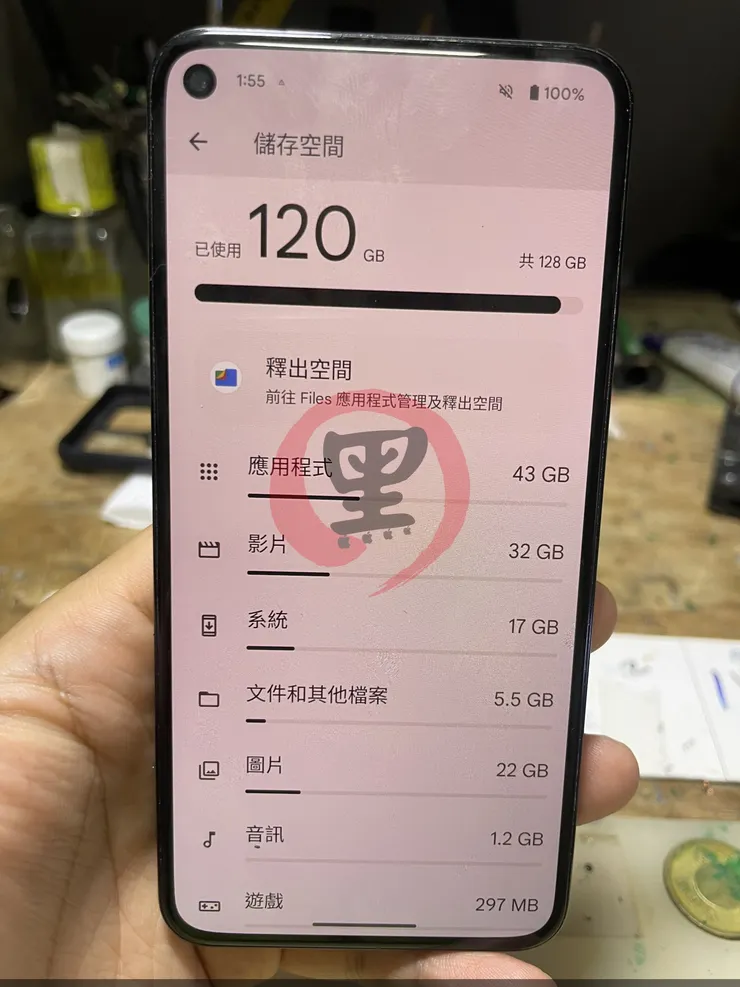 1:55
100%
儲存空間
已使用 120 GB
共 128 GB
釋出空間
前往 Files 應用程式管理及釋出空間
應用程式 43 GB
黑
影片 32 GB
系統 17 GB
文件和其他檔案 5.5 GB
圖片 22 GB
音訊 1.2 GB
遊戲 297 MB